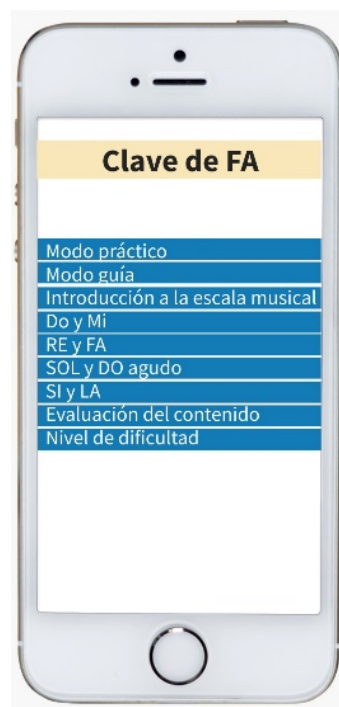 Clave de FA
Modo práctico
Modo guía
Introducción a la escala musical
Do y Mi
RE y FA
SOL y DO agudo
SI y LA
Evaluación del contenido
Nivel de dificultad